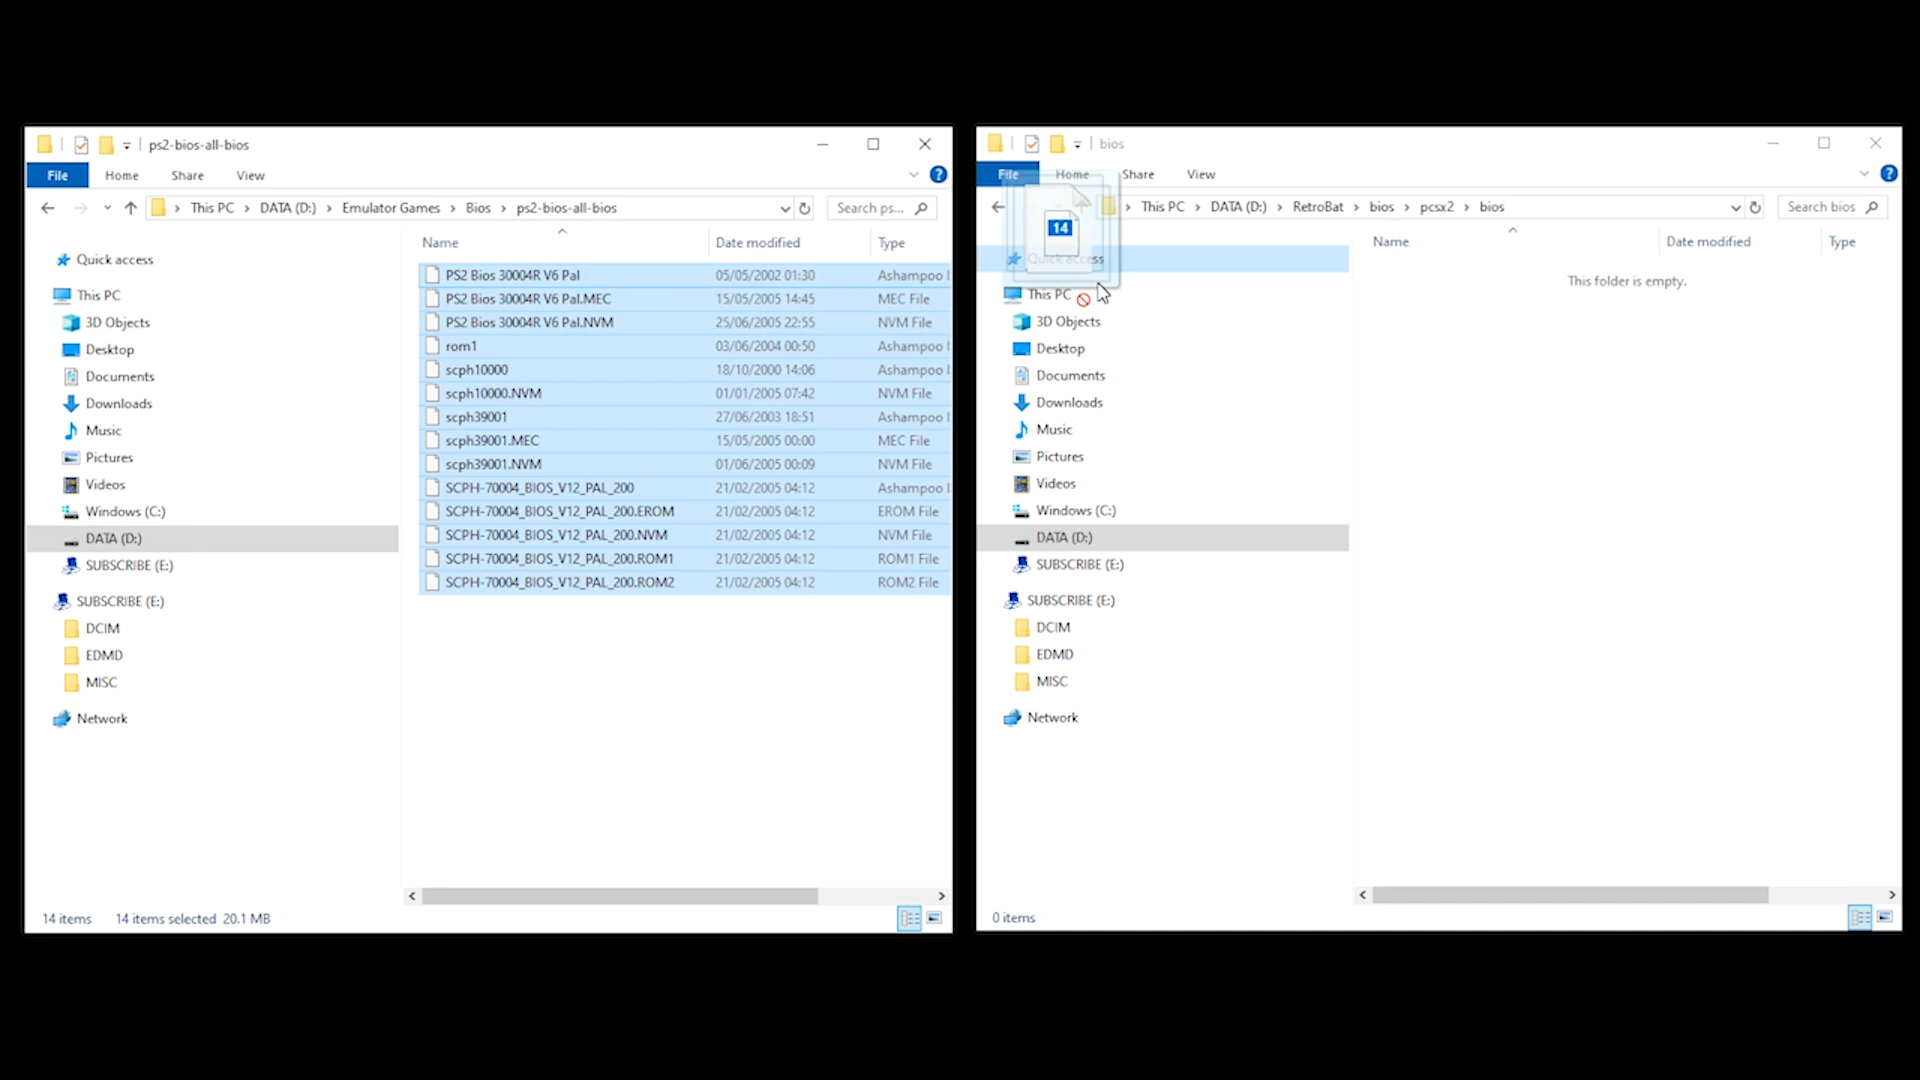 ps2-bios-all-bios
File Home Share View
This PC > DATA (D:) > Emulator Games > Bios > ps2-bios-all-bios
Search ps...
Quick access
This PC
3D Objects
Desktop
Documents
Downloads
Music
Pictures
Videos
Windows (C:)
DATA (D:)
SUBSCRIBE (E:)
SUBSCRIBE (E:)
DCIM
EDMD
MISC
Network
Name Date modified Type
PS2 Bios 30004R V6 Pal 05/05/2002 01:30 Ashampoo
PS2 Bios 30004R V6 Pal.MEC 15/05/2005 14:45 MEC File
PS2 Bios 30004R V6 Pal.NVM 25/06/2005 22:55 NVM File
rom1 03/06/2004 00:50 Ashampoo
scph10000 18/10/2000 14:06 Ashampoo
scph10000.NVM 01/01/2005 07:42 NVM File
scph39001 27/06/2003 18:51 Ashampoo
scph39001.MEC 15/05/2005 00:00 MEC File
scph39001.NVM 01/06/2005 00:09 NVM File
SCPH-70004_BIOS_V12_PAL_200 21/02/2005 04:12 Ashampoo
SCPH-70004_BIOS_V12_PAL_200.EROM 21/02/2005 04:12 EROM File
SCPH-70004_BIOS_V12_PAL_200.NVM 21/02/2005 04:12 NVM File
SCPH-70004_BIOS_V12_PAL_200.ROM1 21/02/2005 04:12 ROM1 File
SCPH-70004_BIOS_V12_PAL_200.ROM2 21/02/2005 04:12 ROM2 File
14 items 14 items selected 20.1 MB
bios
File Home Share View
This PC > DATA (D:) > RetroBat > bios > pcsx2 > bios
Search bios
14
Quick access
This PC
3D Objects
Desktop
Documents
Downloads
Music
Pictures
Videos
Windows (C:)
DATA (D:)
SUBSCRIBE (E:)
SUBSCRIBE (E:)
DCIM
EDMD
MISC
Network
Name Date modified Type
This folder is empty.
0 items